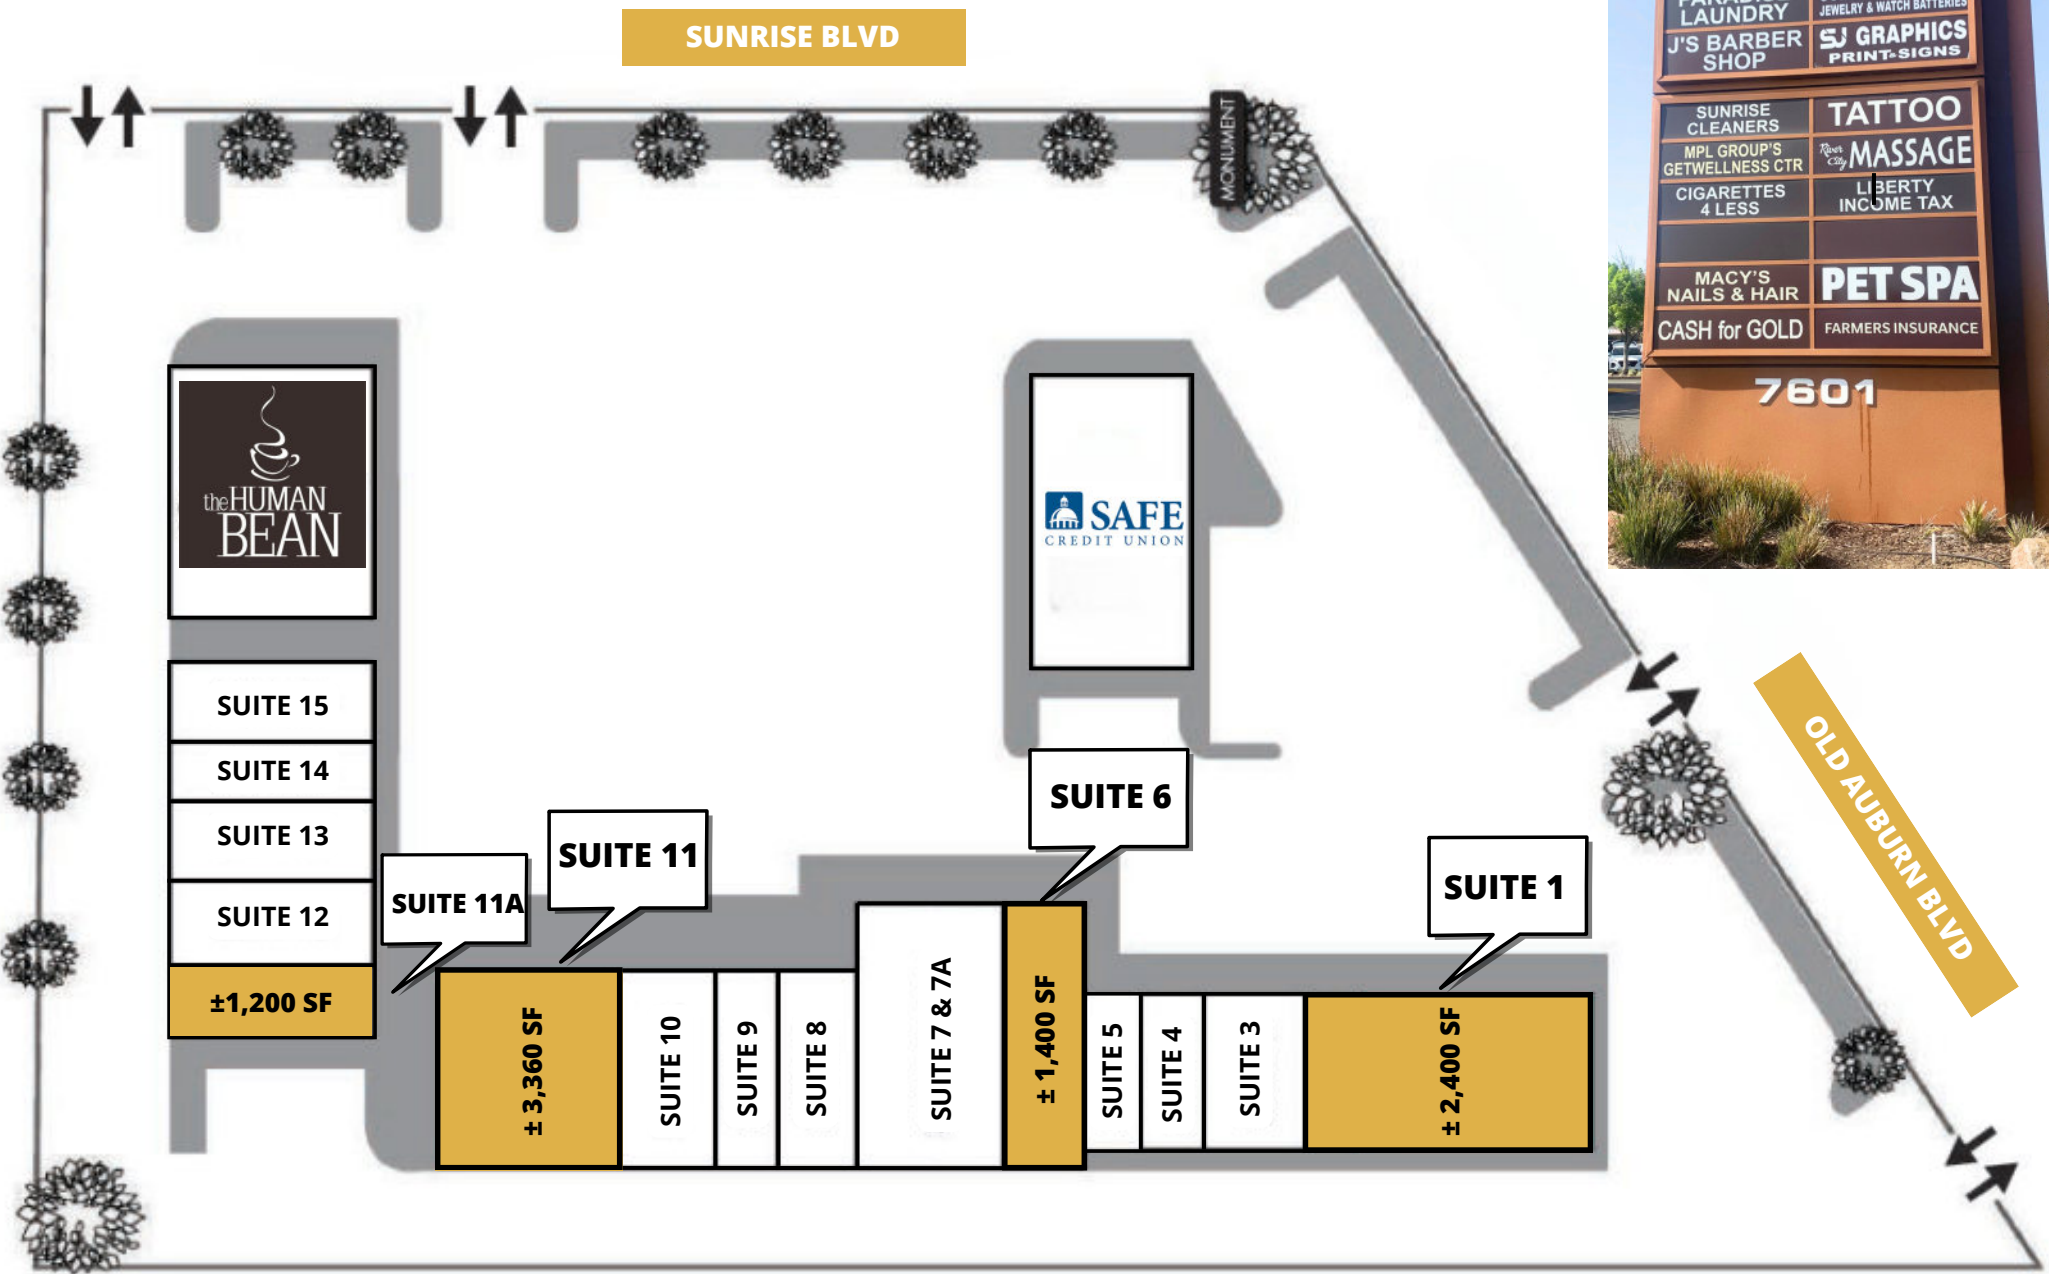 SUNRISE BLVD
LAUNDRY
JEWELRY & WATCH BATTERIES
J'S BARBER
SHOP
SJ GRAPHICS
PRINT-SIGNS
SUNRISE
CLEANERS
TATTOO
MPL GROUP'S
GETWELLNESS CTR
River
City
MASSAGE
CIGARETTES
4 LESS
LIBERTY
INCOME TAX
MACY'S
NAILS & HAIR
PET SPA
CASH for GOLD
FARMERS INSURANCE
7601
MONUMENT
the HUMAN
BEAN
SAFE
CREDIT UNION
OLD AUBURN BLVD
SUITE 15
SUITE 14
SUITE 13
SUITE 12
±1,200 SF
SUITE 11A
SUITE 11
SUITE 6
SUITE 1
± 3,360 SF
SUITE 10
SUITE 9
SUITE 8
SUITE 7 & 7A
± 1,400 SF
SUITE 5
SUITE 4
SUITE 3
± 2,400 SF